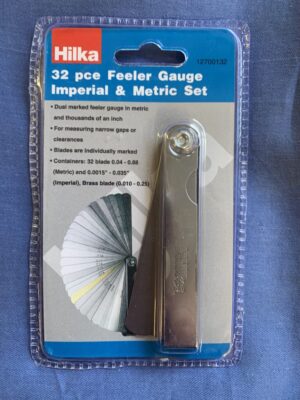 Hilka
12700132
32 pce Feeler Gauge
Imperial & Metric Set
• Dual marked feeler gauge in metric
and thousands of an inch
• For measuring narrow gaps or
clearances
• Blades are individually marked
• Containers: 32 blade 0.04 - 0.88
(Metric) and 0.0015" - 0.035"
(imperial), Brass blade (0.010 - 0.25)